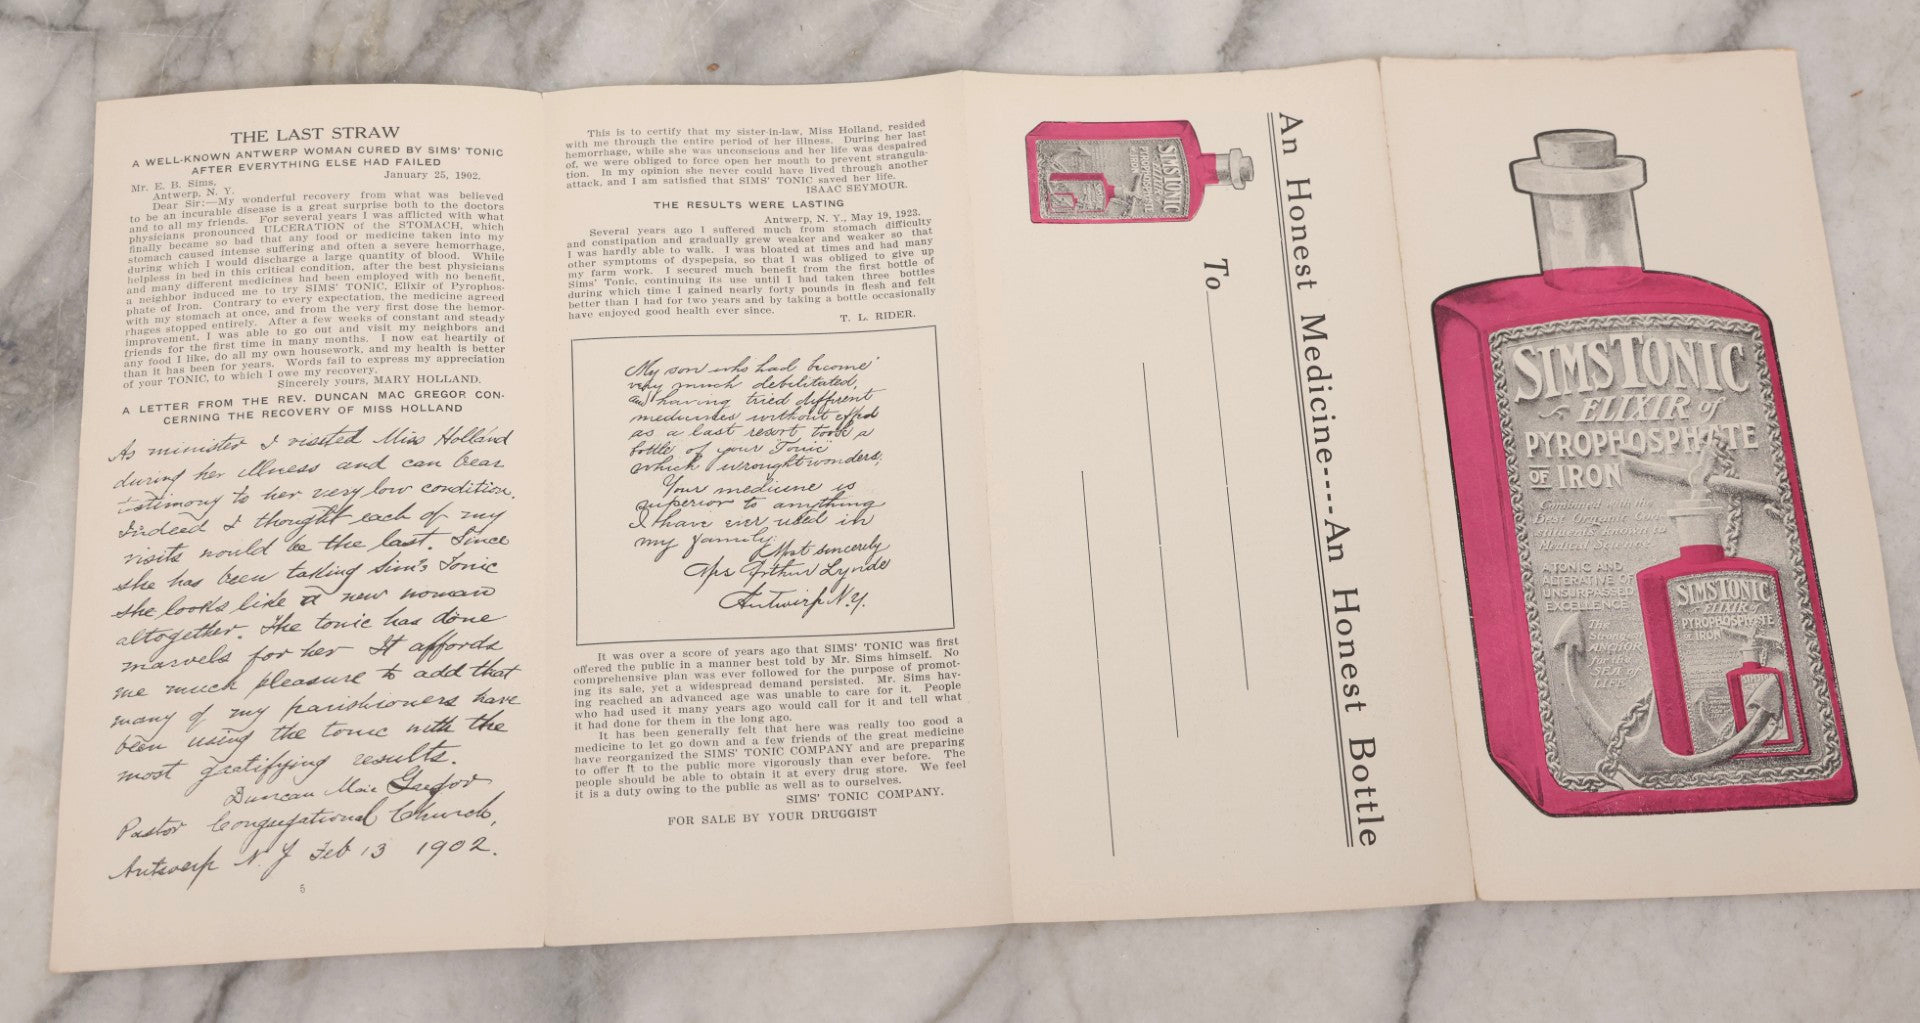 THE LAST STRAW
A WELL-KNOWN ANTWERP WOMAN CURED BY SIMS' TONIC
AFTER EVERYTHING ELSE HAD FAILED
January 25, 1902.
Mr. E. B. Sims,
Antwerp, N. Y.
Dear Sir:—My wonderful recovery from what was believed
to be an incurable disease is a great surprise both to the doctors
and to all my friends. For several years I was afflicted with what
physicians pronounced ULCERATION of the STOMACH, which
finally became so bad that any food or medicine taken into my
stomach caused intense suffering and often a severe hemorrhage,
during which I would discharge a large quantity of blood. While
helpless in bed in this critical condition, after the best physicians
and many different medicines had been employed with no benefit,
a neighbor induced me to try SIMS' TONIC, Elixir of Pyrophos-
phate of Iron. Contrary to every expectation, the medicine agreed
with my stomach at once, and from the very first dose the hemor-
rhages stopped entirely. After a few weeks of constant and steady
improvement, I was able to go out and visit my neighbors and
friends for the first time in many months. I now eat heartily of
any food I like, do all my own housework, and my health is better
than it has been for years. Words fail to express my appreciation
of your TONIC, to which I owe my recovery.
Sincerely yours, MARY HOLLAND.
A LETTER FROM THE REV. DUNCAN MAC GREGOR CON-
CERNING THE RECOVERY OF MISS HOLLAND
As minister I visited Miss Holland
during her illness and can bear
testimony to her very low condition.
Indeed I thought each of my
visits would be the last. Since
she has been taking Sim's Tonic
she looks like a new woman
altogether. The tonic has done
marvels for her It affords
me much pleasure to add that
many of my parishioners have
been using the tonic with the
most gratifying results.
Duncan Mac Gregor
Pastor Congregational Church,
Antwerp N. Y Feb 13 1902.
5
This is to certify that my sister-in-law, Miss Holland, resided
with me through the entire period of her illness. During her last
hemorrhage, while she was unconscious and her life was despaired
of, we were obliged to force open her mouth to prevent strangula-
tion. In my opinion she never could have lived through another
attack, and I am satisfied that SIMS' TONIC saved her life.
ISAAC SEYMOUR.
THE RESULTS WERE LASTING
Antwerp, N. Y., May 19, 1923.
Several years ago I suffered much from stomach difficulty
and constipation and gradually grew weaker and weaker so that
I was hardly able to walk. I was bloated at times and had many
other symptoms of dyspepsia, so that I was obliged to give up
my farm work. I secured much benefit from the first bottle of
Sims' Tonic, continuing its use until I had taken three bottles
during which time I gained nearly forty pounds in flesh and felt
better than I had for two years and by taking a bottle occasionally
have enjoyed good health ever since.
T. L. RIDER.
My son who had become
very much debilitated,
and having tried different
medicines without effect
as a last resort took a
bottle of your Tonic
which wrought wonders,
Your medicine is
superior to anything
I have ever used in
my family.
Most sincerely
Mrs Arthur Lynde
Antwerp N.Y.
It was over a score of years ago that SIMS' TONIC was first
offered the public in a manner best told by Mr. Sims himself. No
comprehensive plan was ever followed for the purpose of promot-
ing its sale, yet a widespread demand persisted. Mr. Sims hav-
ing reached an advanced age was unable to care for it. People
who had used it many years ago would call for it and tell what
it had done for them in the long ago.
It has been generally felt that here was really too good a
medicine to let go down and a few friends of the great medicine
have reorganized the SIMS' TONIC COMPANY and are preparing
to offer it to the public more vigorously than ever before. The
people should be able to obtain it at every drug store. We feel
it is a duty owing to the public as well as to ourselves.
SIMS' TONIC COMPANY.
FOR SALE BY YOUR DRUGGIST
An Honest Medicine----An Honest Bottle
SIMS TONIC
To
SIMS TONIC
ELIXIR of
PYROPHOSPHATE
OF IRON
Combined with the
Best Organic Con-
stituents known to
Medical Science
A TONIC AND
ALTERATIVE OF
UNSURPASSED
EXCELLENCE
The
Strongest
ANCHOR
for the
SEA of
LIFE
SIMS TONIC
ELIXIR of
PYROPHOSPHATE
OF IRON